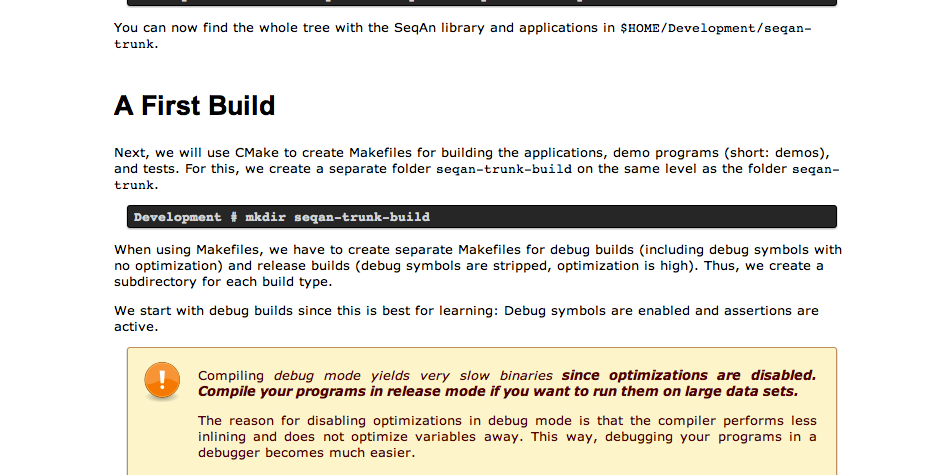 You can now find the whole tree with the SeqAn library and applications in $HOME/Development/seqan-
trunk.
A First Build
Next, we will use CMake to create Makefiles for building the applications, demo programs (short: demos),
and tests. For this, we create a separate folder seqan-trunk-build on the same level as the folder seqan-
trunk.
Development # mkdir seqan-trunk-build
When using Makefiles, we have to create separate Makefiles for debug builds (including debug symbols with
no optimization) and release builds (debug symbols are stripped, optimization is high). Thus, we create a
subdirectory for each build type.
We start with debug builds since this is best for learning: Debug symbols are enabled and assertions are
active.
Compiling debug mode yields very slow binaries since optimizations are disabled.
Compile your programs in release mode if you want to run them on large data sets.
The reason for disabling optimizations in debug mode is that the compiler performs less
inlining and does not optimize variables away. This way, debugging your programs in a
debugger becomes much easier.